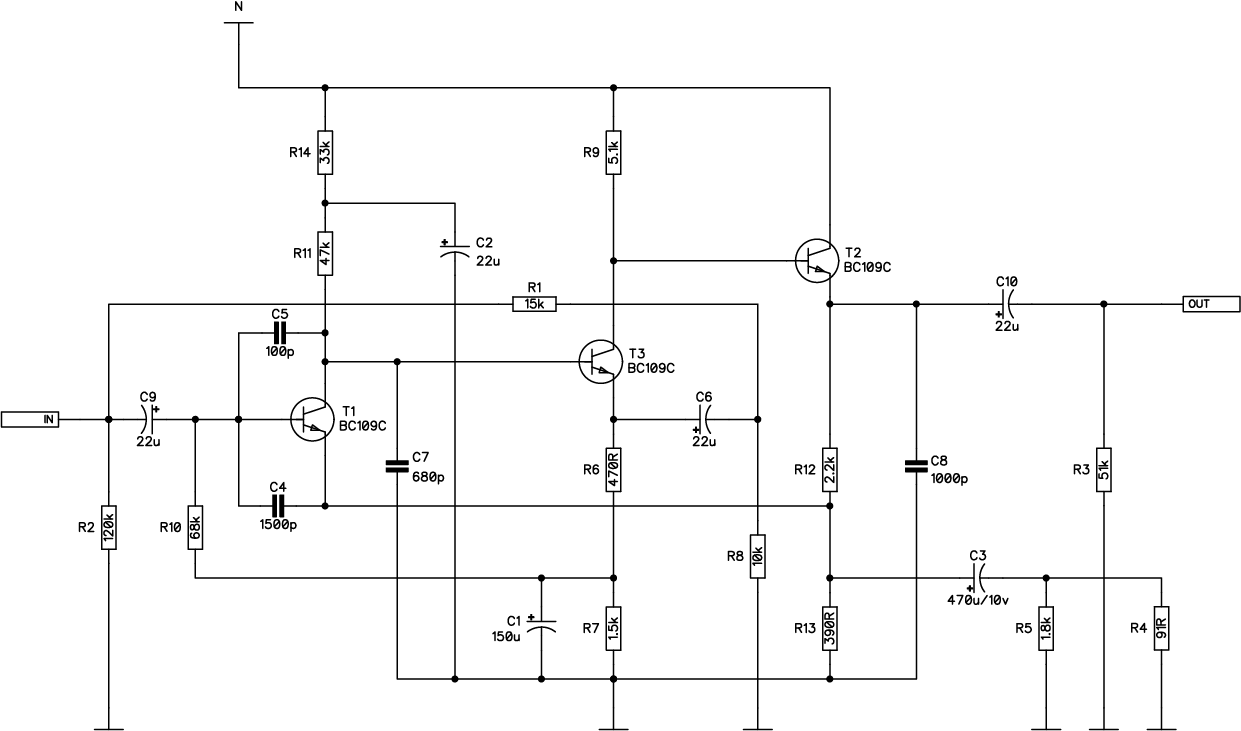 N
R14
33k
R9
5.1k
R11
47k
C2
22u
T2
BC109C
R1
15k
C10
22u
OUT
C5
100p
T3
BC109C
C9
22u
IN
T1
BC109C
C6
22u
C7
680p
R6
470R
R12
2.2k
C8
1000p
R3
51k
C4
1500p
R2
120k
R10
68k
R8
10k
C3
470u/10v
C1
150u
R7
1.5k
R13
390R
R5
1.8k
R4
91R